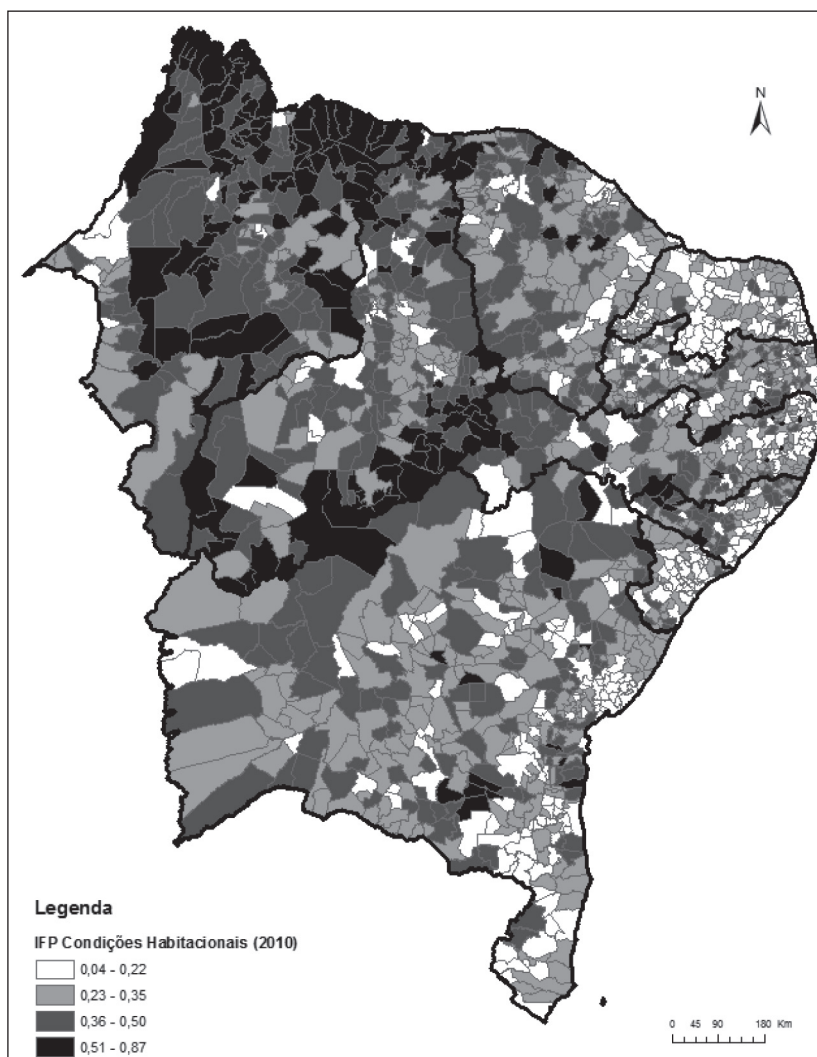 N
Legenda
IFP Condições Habitacionais (2010)
0,04 - 0,22
0,23 - 0,35
0,36 - 0,50
0,51 - 0,87
0 45 90 180 Km